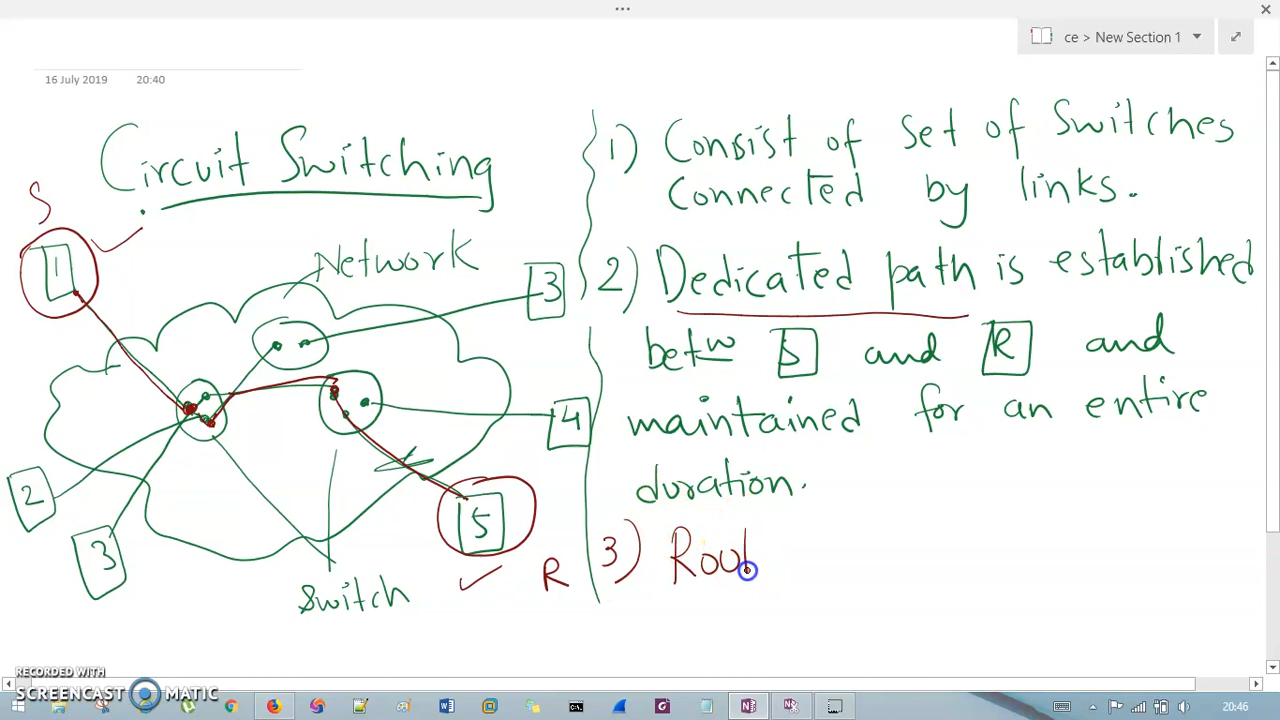 ce > New Section 1
16 July 2019 20:40
Circuit Switching
S
1
Network
3
4
2
3
5
R
Switch
1) Consist of Set of Switches
Connected by links.
2) Dedicated path is established
betw S and R and
maintained for an entire
duration.
3) Rout
RECORDED WITH
SCREENCAST MATIC
20:46